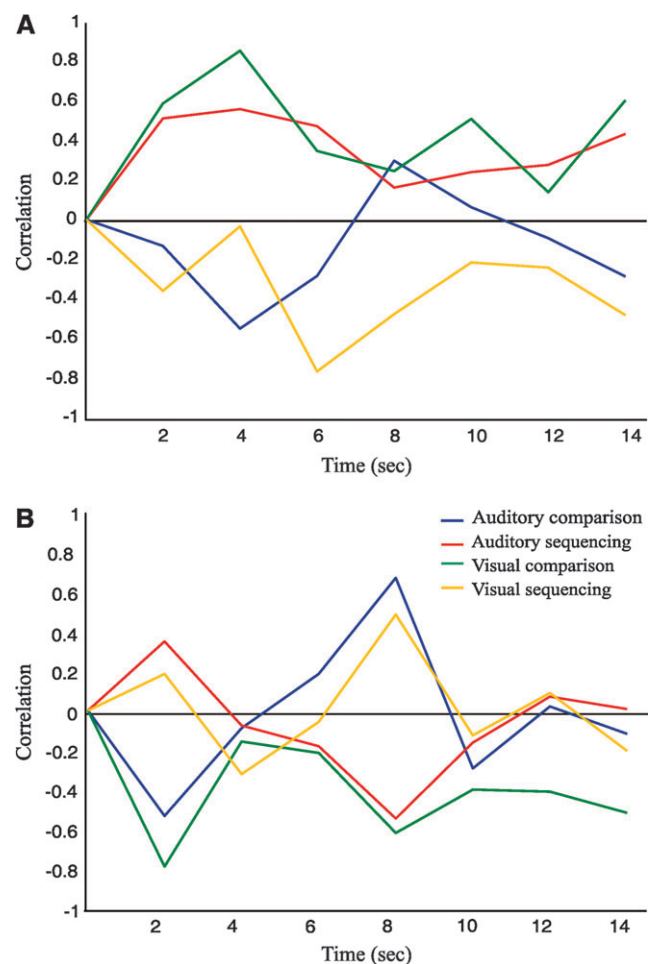 A
Correlation
1
0.8
0.6
0.4
0.2
0
-0.2
-0.4
-0.6
-0.8
-1
2 4 6 8 10 12 14
Time (sec)
B
Correlation
1
0.8
0.6
0.4
0.2
0
-0.2
-0.4
-0.6
-0.8
-1
Auditory comparison
Auditory sequencing
Visual comparison
Visual sequencing
2 4 6 8 10 12 14
Time (sec)